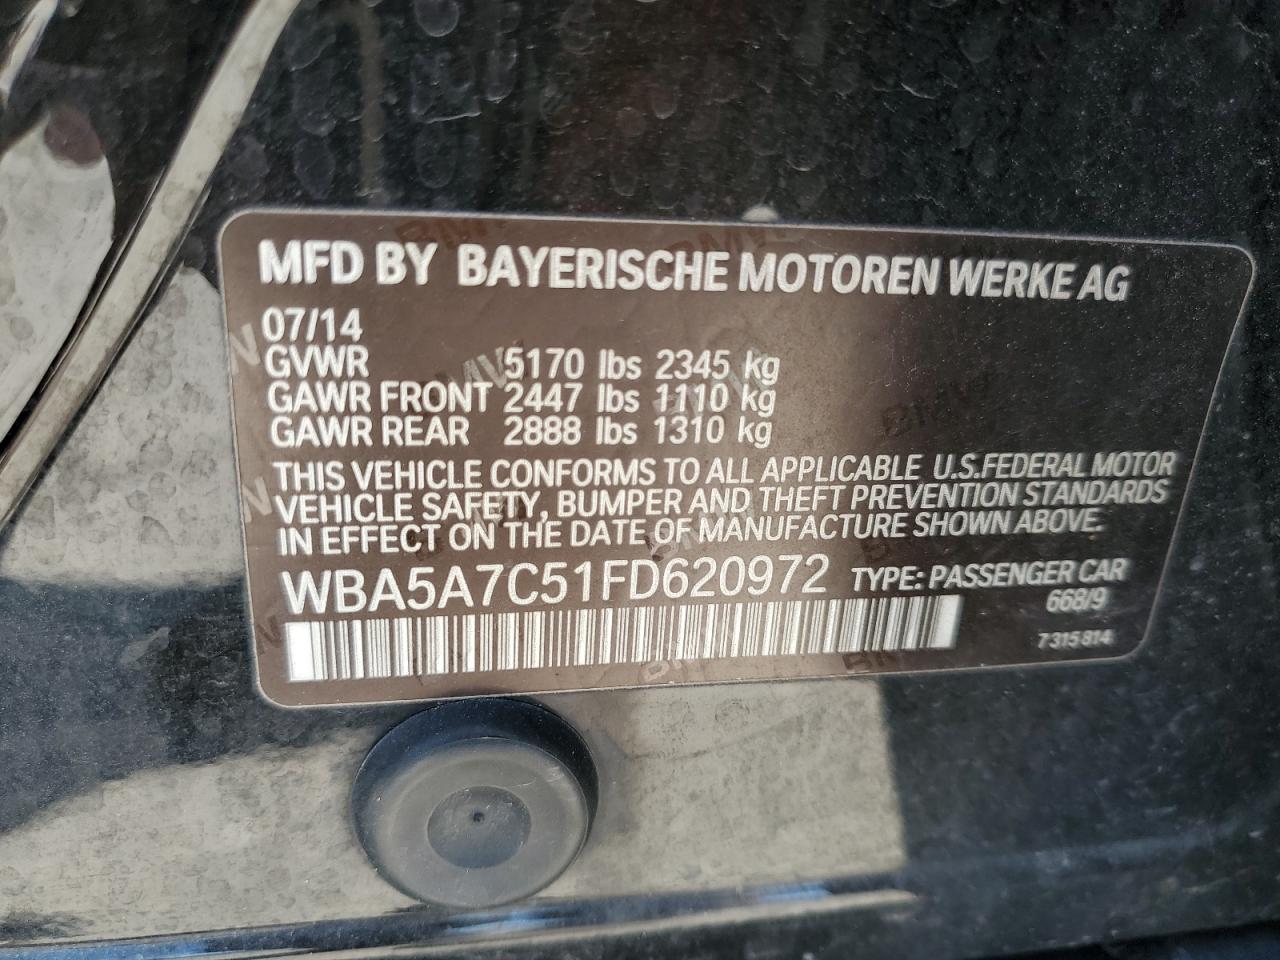 MFD BY BAYERISCHE MOTOREN WERKE AG
07/14
GVWR 5170 lbs 2345 kg
GAWR FRONT 2447 lbs 1110 kg
GAWR REAR 2888 lbs 1310 kg
THIS VEHICLE CONFORMS TO ALL APPLICABLE U.S.FEDERAL MOTOR
VEHICLE SAFETY, BUMPER AND THEFT PREVENTION STANDARDS
IN EFFECT ON THE DATE OF MANUFACTURE SHOWN ABOVE.
WBA5A7C51FD620972 TYPE: PASSENGER CAR
668/9
7315814